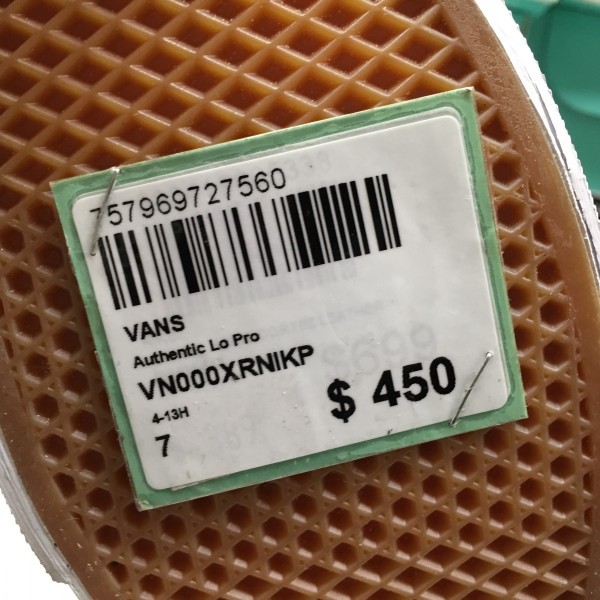 757969727560
VANS
Authentic Lo Pro
VN000XRNIKP
4-13H
7
$ 450